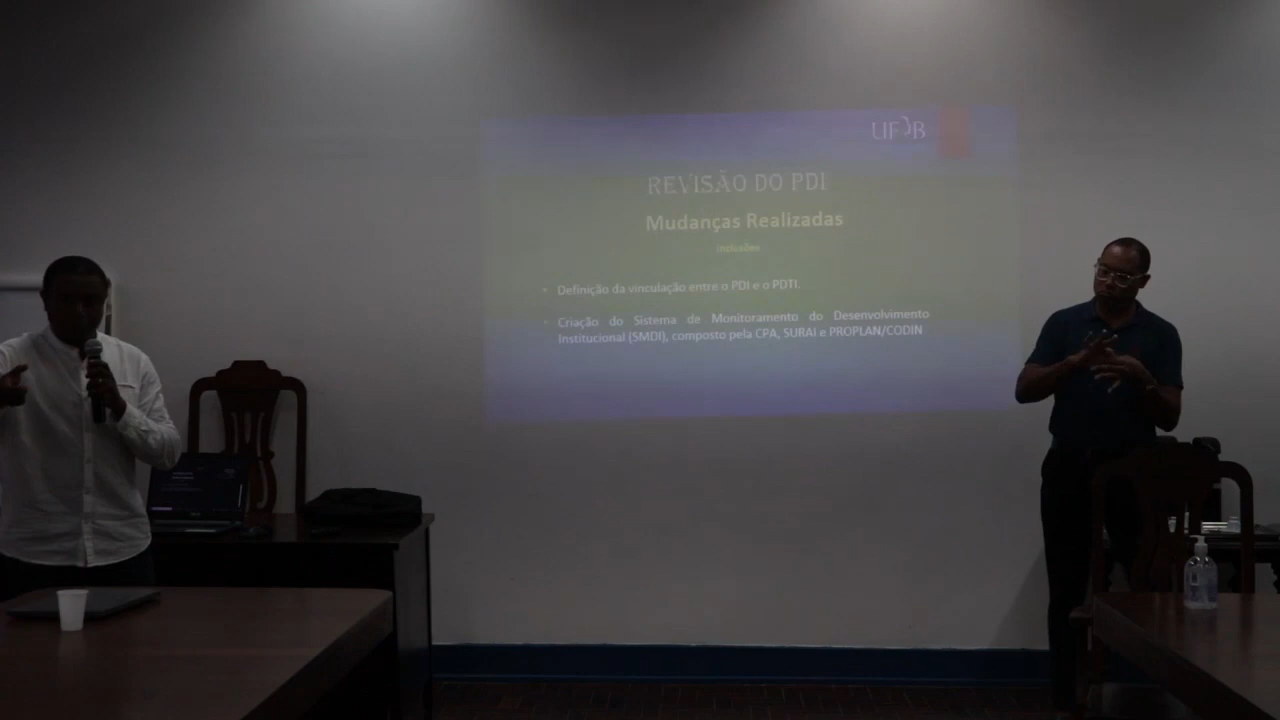 UFOB
REVISÃO DO PDI
Mudanças Realizadas
Inclusões
• Definição da vinculação entre o PDI e o PDTI.
• Criação do Sistema de Monitoramento do Desenvolvimento
Institucional (SMDI), composto pela CPA, SURAI e PROPLAN/CODIN